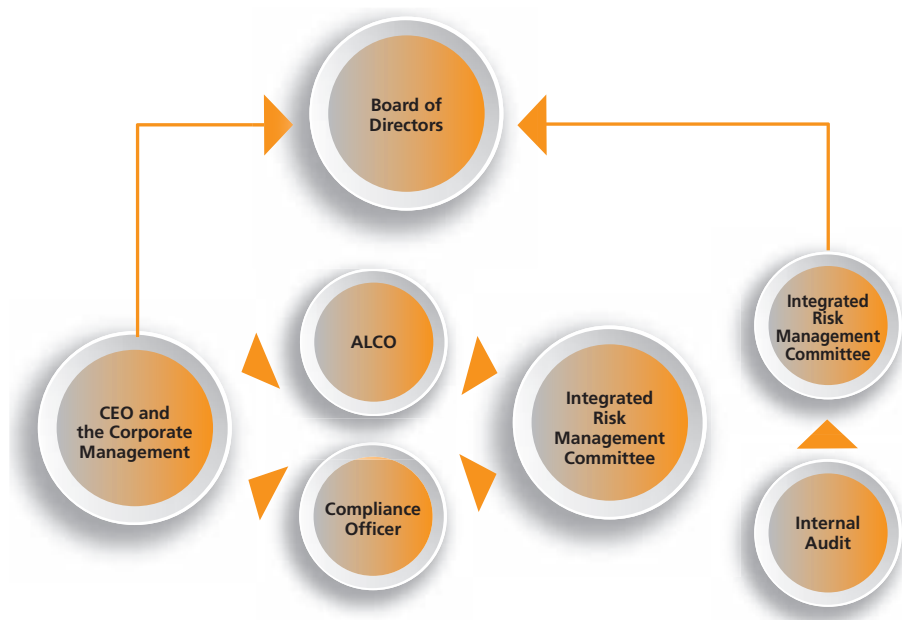 Board of
Directors
ALCO
Integrated
Risk
Management
Committee
CEO and
the Corporate
Management
Integrated
Risk
Management
Committee
Compliance
Officer
Internal
Audit